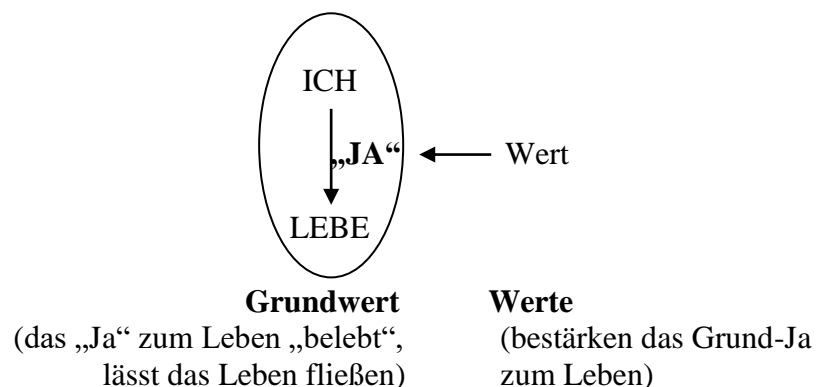 ICH
„JA“
Wert
LEBE
Grundwert
Werte
(das „Ja“ zum Leben „belebt“,
lässt das Leben fließen)
(bestärken das Grund-Ja
zum Leben)